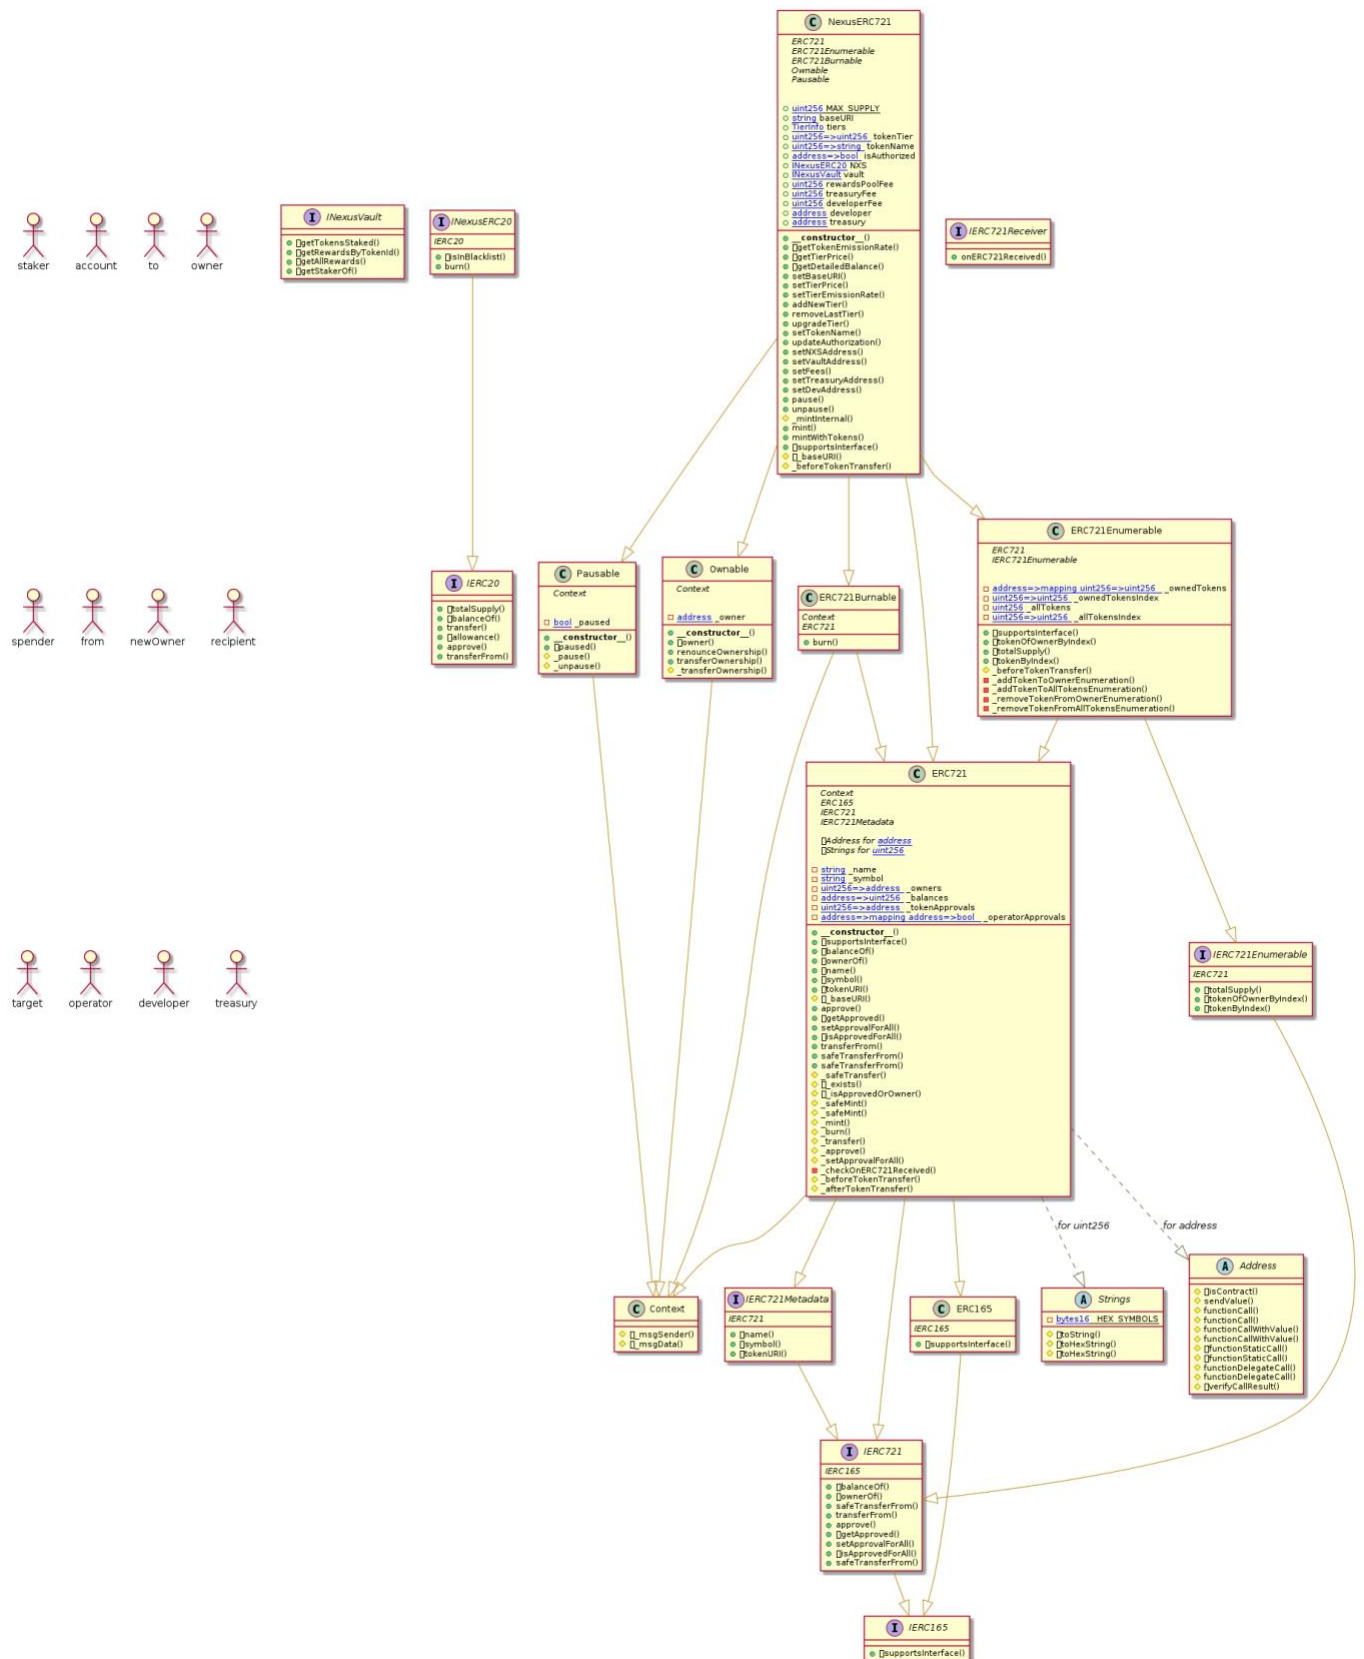 C NexusERC721
ERC721
ERC721Enumerable
ERC721Burnable
Ownable
Pausable
uint256 MAX_SUPPLY
string baseURI
TierInfo tiers
uint256=>uint256 tokenTier
uint256=>string tokenName
address=>bool isAuthorized
INexusERC20 NXS
INexusVault vault
uint256 rewardsPoolFee
uint256 treasuryFee
uint256 developerFee
address developer
address treasury
__constructor__()
getTokenEmissionRate()
getTierPrice()
getDetailedBalance()
setBaseURI()
setTierPrice()
setTierEmissionRate()
addNewTier()
removeLastTier()
upgradeTier()
setTokenName()
updateAuthorization()
setNXSAddress()
setVaultAddress()
setFees()
setTreasuryAddress()
setDevAddress()
pause()
unpause()
_mintInternal()
mint()
mintWithTokens()
supportsInterface()
_baseURI()
_beforeTokenTransfer()
staker
account
to
owner
I INexusVault
getTokensStaked()
getRewardsByTokenId()
getAllRewards()
getStakerOf()
I INexusERC20
IERC20
isInBlacklist()
burn()
I IERC721Receiver
onERC721Received()
spender
from
newOwner
recipient
I IERC20
totalSupply()
balanceOf()
transfer()
allowance()
approve()
transferFrom()
C Pausable
Context
bool _paused
__constructor__()
paused()
_pause()
_unpause()
C Ownable
Context
address _owner
__constructor__()
owner()
renounceOwnership()
transferOwnership()
_transferOwnership()
C ERC721Burnable
Context
ERC721
burn()
C ERC721Enumerable
ERC721
IERC721Enumerable
address=>mapping uint256=>uint256 _ownedTokens
uint256=>uint256 _ownedTokensIndex
uint256 _allTokens
uint256=>uint256 _allTokensIndex
supportsInterface()
tokenOfOwnerByIndex()
totalSupply()
tokenByIndex()
_beforeTokenTransfer()
_addTokenToOwnerEnumeration()
_addTokenToAllTokensEnumeration()
_removeTokenFromOwnerEnumeration()
_removeTokenFromAllTokensEnumeration()
C ERC721
Context
ERC165
IERC721
IERC721Metadata
Address for address
Strings for uint256
string _name
string _symbol
uint256=>address _owners
address=>uint256 _balances
uint256=>address _tokenApprovals
address=>mapping address=>bool _operatorApprovals
__constructor__()
supportsInterface()
balanceOf()
ownerOf()
name()
symbol()
tokenURI()
_baseURI()
approve()
getApproved()
setApprovalForAll()
isApprovedForAll()
transferFrom()
safeTransferFrom()
safeTransferFrom()
_safeTransfer()
_exists()
_isApprovedOrOwner()
_safeMint()
_safeMint()
_mint()
_burn()
_transfer()
_approve()
_setApprovalForAll()
_checkOnERC721Received()
_beforeTokenTransfer()
_afterTokenTransfer()
target
operator
developer
treasury
I IERC721Enumerable
IERC721
totalSupply()
tokenOfOwnerByIndex()
tokenByIndex()
for uint256
for address
C Context
_msgSender()
_msgData()
I IERC721Metadata
IERC721
name()
symbol()
tokenURI()
C ERC165
IERC165
supportsInterface()
A Strings
bytes16 _HEX_SYMBOLS
toString()
toHexString()
toHexString()
A Address
isContract()
sendValue()
functionCall()
functionCall()
functionCallWithValue()
functionCallWithValue()
functionStaticCall()
functionStaticCall()
functionDelegateCall()
functionDelegateCall()
verifyCallResult()
I IERC721
IERC165
balanceOf()
ownerOf()
safeTransferFrom()
transferFrom()
approve()
getApproved()
setApprovalForAll()
isApprovedForAll()
safeTransferFrom()
I IERC165
supportsInterface()